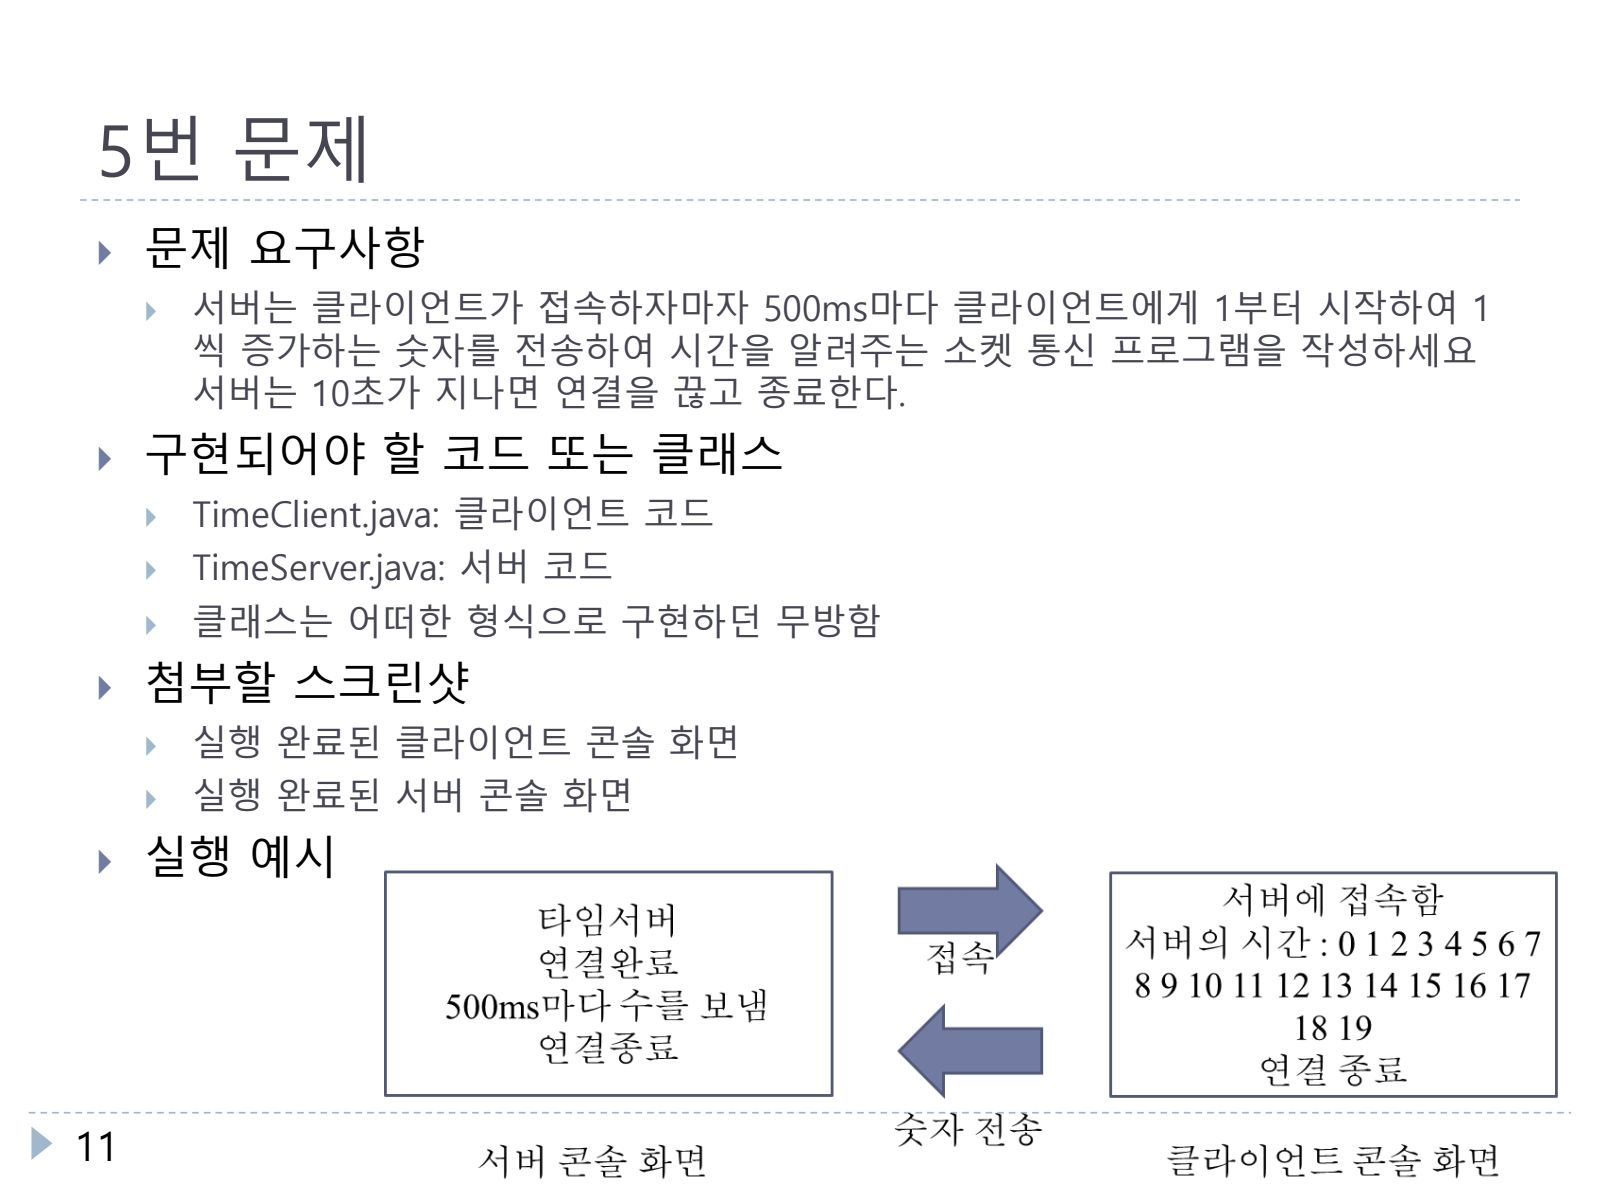 5번 문제
문제 요구사항
서버는 클라이언트가 접속하자마자 500ms마다 클라이언트에게 1부터 시작하여 1
씩 증가하는 숫자를 전송하여 시간을 알려주는 소켓 통신 프로그램을 작성하세요
서버는 10초가 지나면 연결을 끊고 종료한다.
구현되어야 할 코드 또는 클래스
TimeClient.java: 클라이언트 코드
TimeServer.java: 서버 코드
클래스는 어떠한 형식으로 구현하던 무방함
첨부할 스크린샷
실행 완료된 클라이언트 콘솔 화면
실행 완료된 서버 콘솔 화면
실행 예시
타임서버
연결완료
500ms마다 수를 보냄
연결종료
접속
숫자 전송
서버에 접속함
서버의 시간 : 0 1 2 3 4 5 6 7
8 9 10 11 12 13 14 15 16 17
18 19
연결 종료
서버 콘솔 화면
클라이언트 콘솔 화면
11